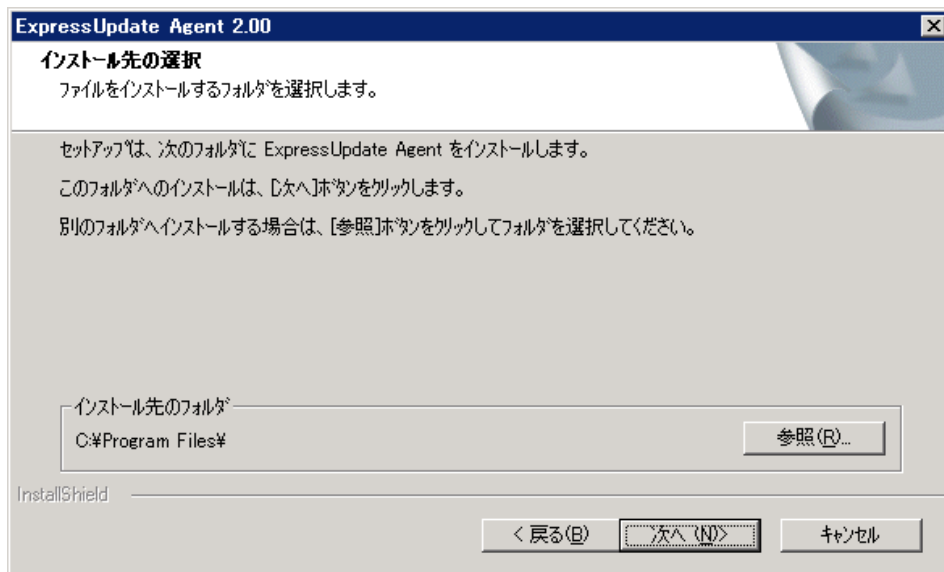 ExpressUpdate Agent 2.00
インストール先の選択
ファイルをインストールするフォルダを選択します。
セットアップは、次のフォルダに ExpressUpdate Agent をインストールします。
このフォルダへのインストールは、[次へ]ボタンをクリックします。
別のフォルダへインストールする場合は、[参照]ボタンをクリックしてフォルダを選択してください。
インストール先のフォルダ
C:¥Program Files¥
参照(R)...
InstallShield
< 戻る(B)
次へ (N)>
キャンセル